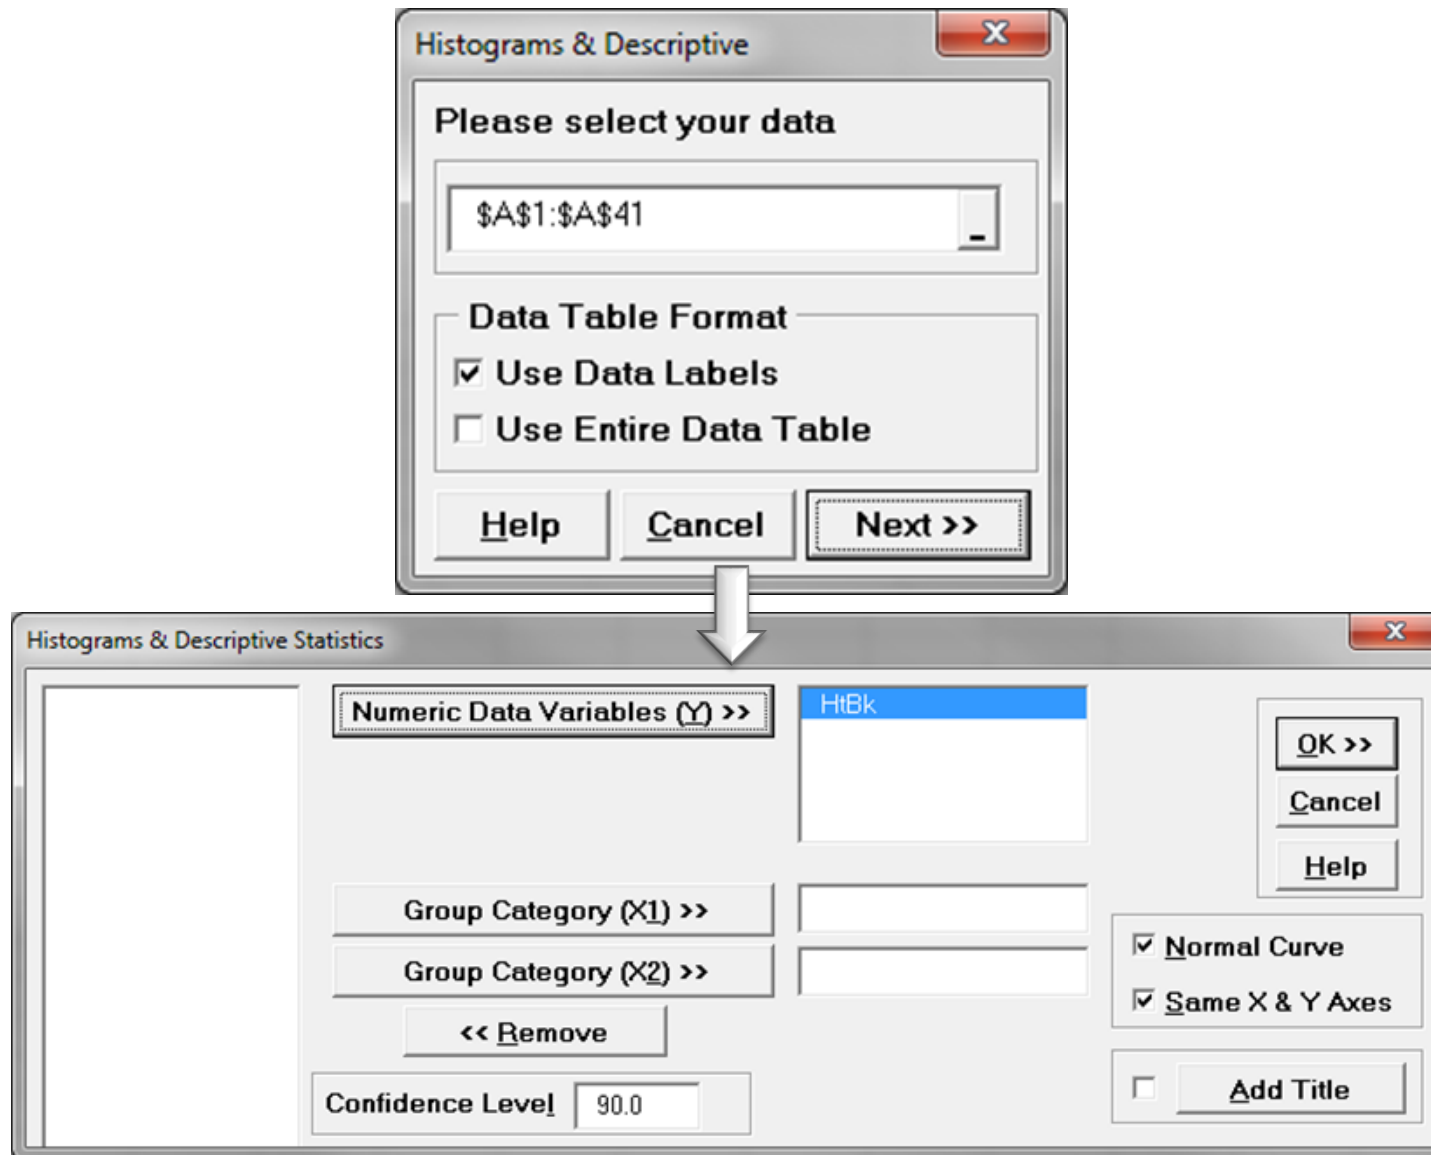 Histograms & Descriptive
x
Please select your data
$A$1:$A$41
_
Data Table Format
Use Data Labels
Use Entire Data Table
Help Cancel Next >>
Histograms & Descriptive Statistics
x
Numeric Data Variables (Y) >> HtBk
OK >>
Cancel
Help
Group Category (X1) >>
Group Category (X2) >>
Normal Curve
Same X & Y Axes
<< Remove
Confidence Level 90.0
Add Title